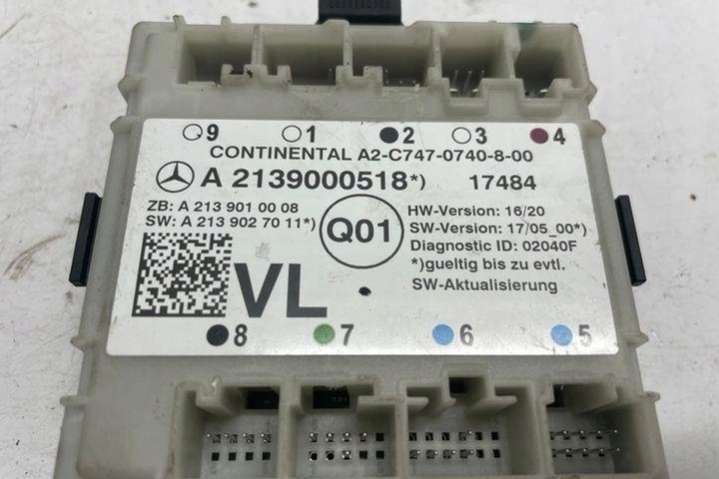 9 1 2 3 4
CONTINENTAL A2-C747-0740-8-00
A 2139000518*) 17484
ZB: A 213 901 00 08
SW: A 213 902 70 11*)
Q01
HW-Version: 16/20
SW-Version: 17/05_00*)
Diagnostic ID: 02040F
*)gueltig bis zu evtl.
SW-Aktualisierung
VL
8 7 6 5